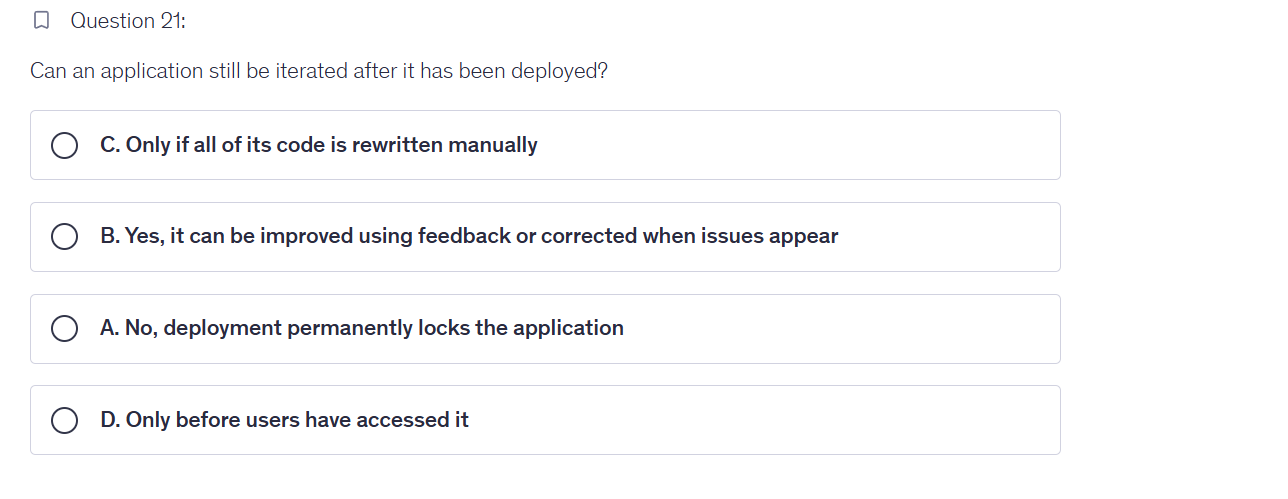 Question 21:
Can an application still be iterated after it has been deployed?
C. Only if all of its code is rewritten manually
B. Yes, it can be improved using feedback or corrected when issues appear
A. No, deployment permanently locks the application
D. Only before users have accessed it